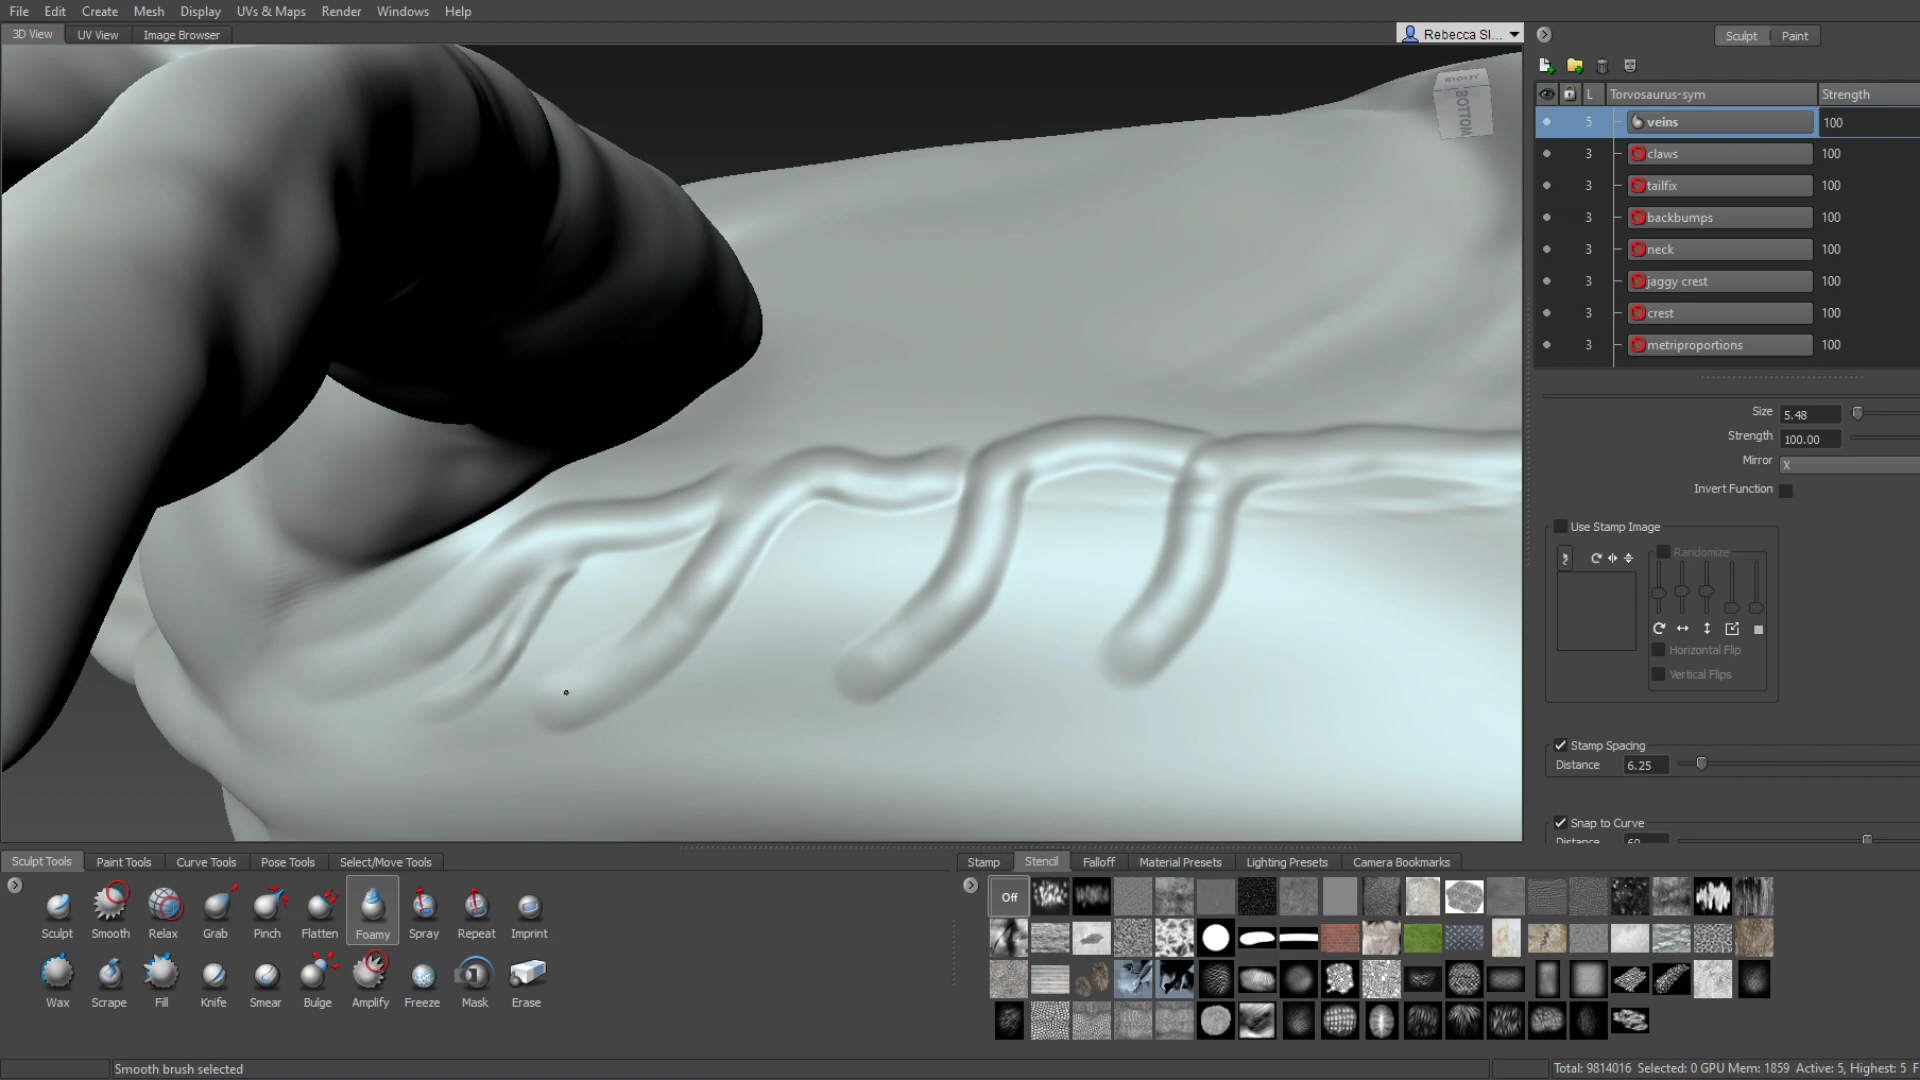 File Edit Create Mesh Display UVs & Maps Render Windows Help
3D View UV View Image Browser
Rebecca Sl...
Sculpt Paint
L Torvosaurus-sym Strength
5 veins 100
3 claws 100
3 tailfix 100
3 backbumps 100
3 neck 100
3 jaggy crest 100
3 crest 100
3 metriproportions 100
RIGHT
BOTTOM
Size 5.48
Strength 100.00
Mirror X
Invert Function
Use Stamp Image
Randomize
Horizontal Flip
Vertical Flips
Stamp Spacing
Distance 6.25
Snap to Curve
Distance 60
Sculpt Tools Paint Tools Curve Tools Pose Tools Select/Move Tools
Stamp Stencil Falloff Material Presets Lighting Presets Camera Bookmarks
Off
Sculpt Smooth Relax Grab Pinch Flatten Foamy Spray Repeat Imprint
Wax Scrape Fill Knife Smear Bulge Amplify Freeze Mask Erase
Smooth brush selected
Total: 9814016 Selected: 0 GPU Mem: 1859 Active: 5, Highest: 5 F